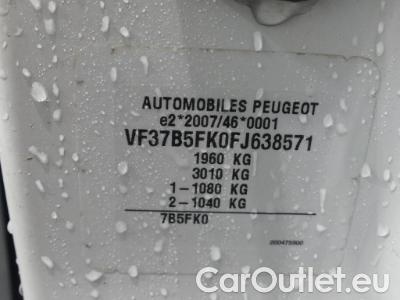 AUTOMOBILES PEUGEOT
e2*2007/46*0001
VF37B5FK0FJ638571
1960 KG
3010 KG
1-1080 KG
2-1040 KG
7B5FK0
CarOutlet.eu